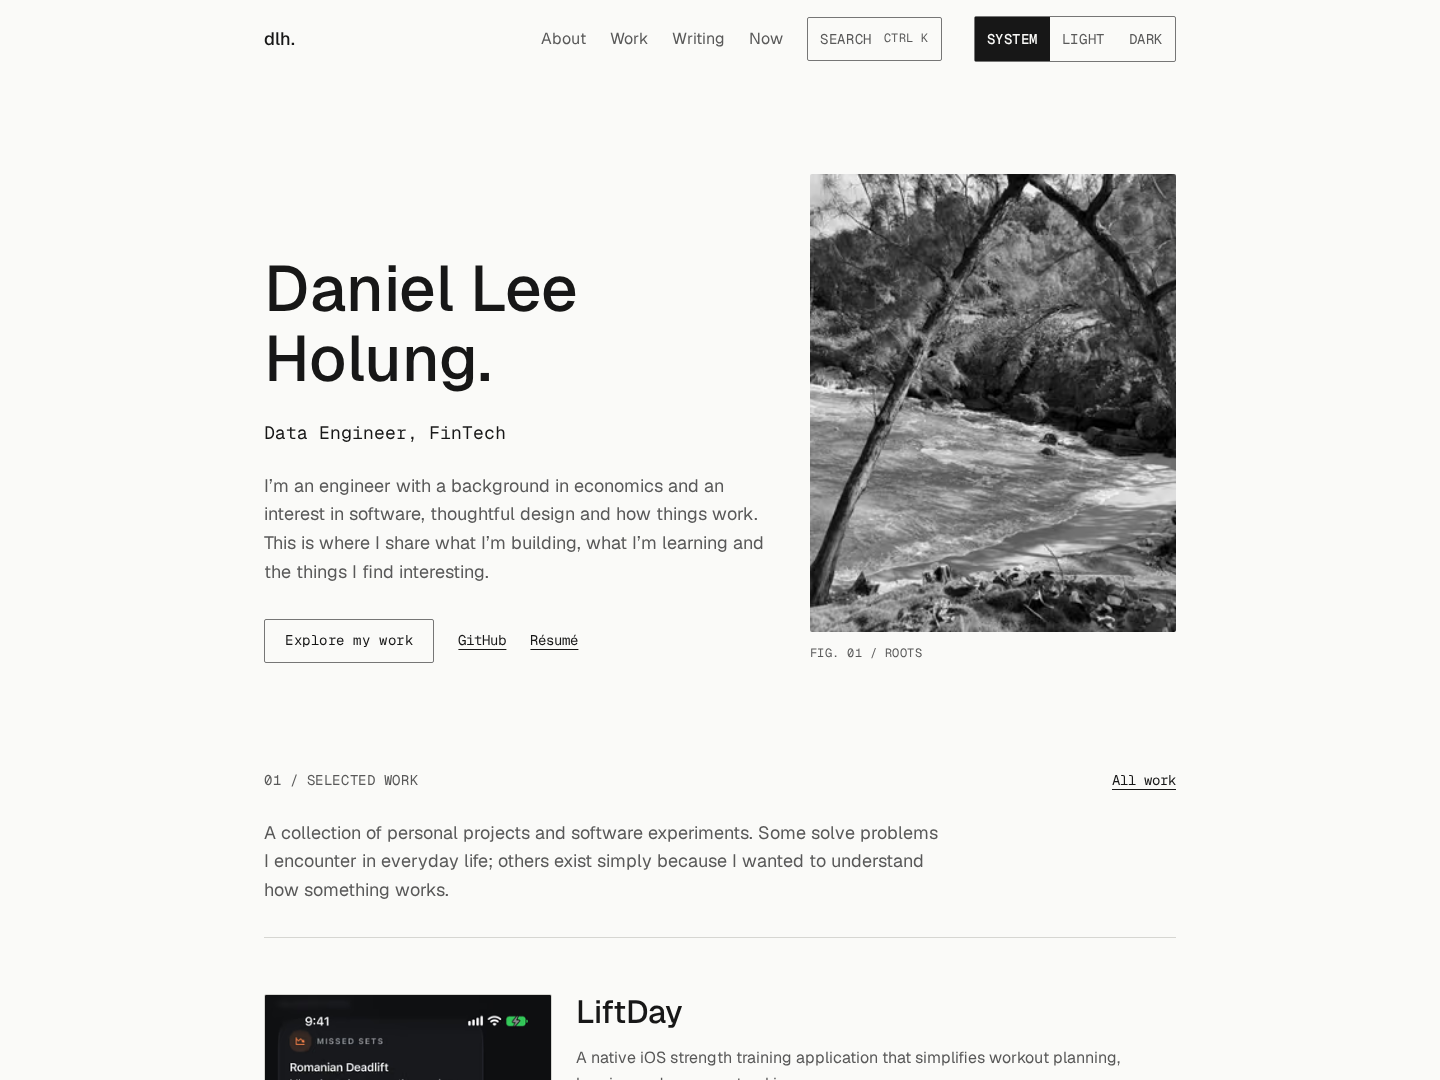 dlh.
About
Work
Writing
Now
SEARCH CTRL K
SYSTEM
LIGHT
DARK
Daniel Lee
Holung.
Data Engineer, FinTech
I’m an engineer with a background in economics and an
interest in software, thoughtful design and how things work.
This is where I share what I’m building, what I’m learning and
the things I find interesting.
Explore my work
GitHub
Résumé
FIG. 01 / ROOTS
01 / SELECTED WORK
All work
A collection of personal projects and software experiments. Some solve problems
I encounter in everyday life; others exist simply because I wanted to understand
how something works.
9:41
MISSED SETS
Romanian Deadlift
LiftDay
A native iOS strength training application that simplifies workout planning,